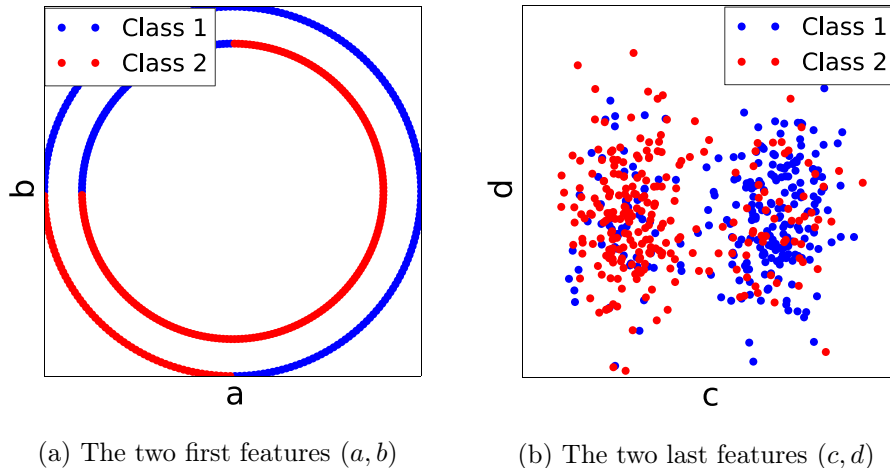 Class 1
Class 2
b
a
(a) The two first features (a, b)
Class 1
Class 2
d
c
(b) The two last features (c, d)